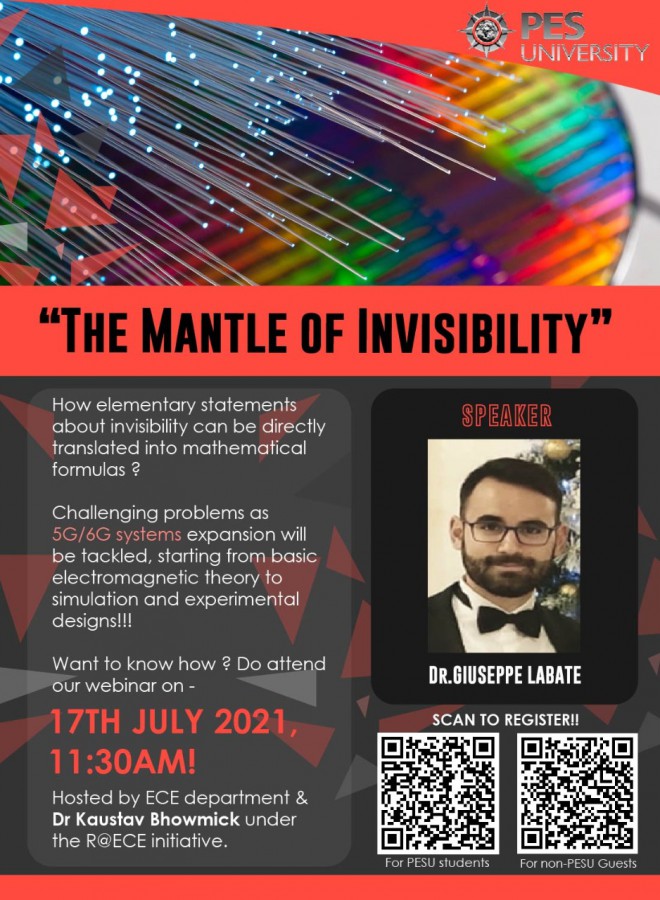 PES
UNIVERSITY
“THE MANTLE OF INVISIBILITY”
How elementary statements
about invisibility can be directly
translated into mathematical
formulas ?
Challenging problems as
5G/6G systems expansion will
be tackled, starting from basic
electromagnetic theory to
simulation and experimental
designs!!!
Want to know how ? Do attend
our webinar on -
17TH JULY 2021,
11:30AM!
Hosted by ECE department &
Dr Kaustav Bhowmick under
the R@ECE initiative.
SPEAKER
DR.GIUSEPPE LABATE
SCAN TO REGISTER!!
For PESU students
For non-PESU Guests